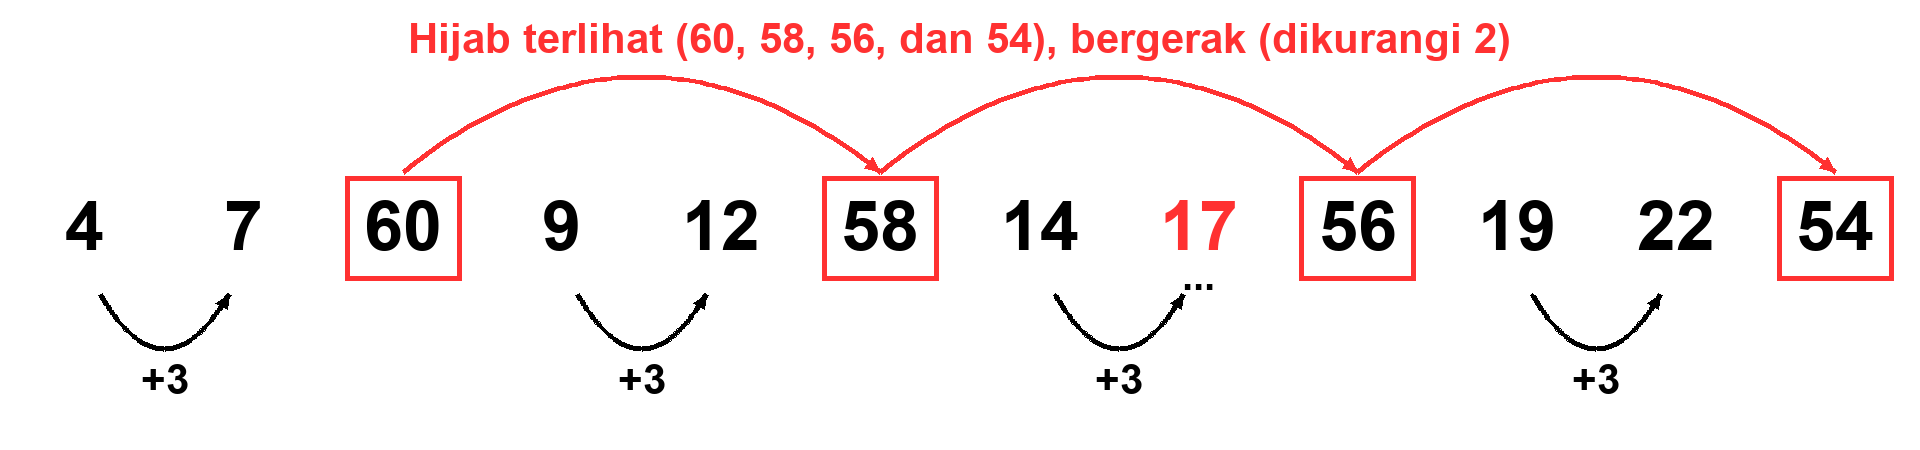 Hijab terlihat (60, 58, 56, dan 54), bergerak (dikurangi 2)
4 7 60 9 12 58 14 17 56 19 22 54
...
+3 +3 +3 +3